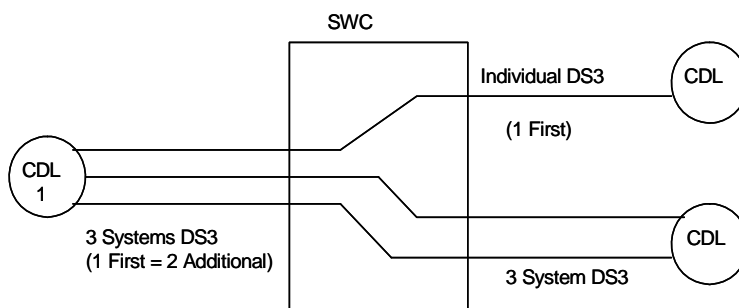 SWC
Individual DS3
CDL
(1 First)
CDL
1
3 Systems DS3
(1 First = 2 Additional)
CDL
3 System DS3